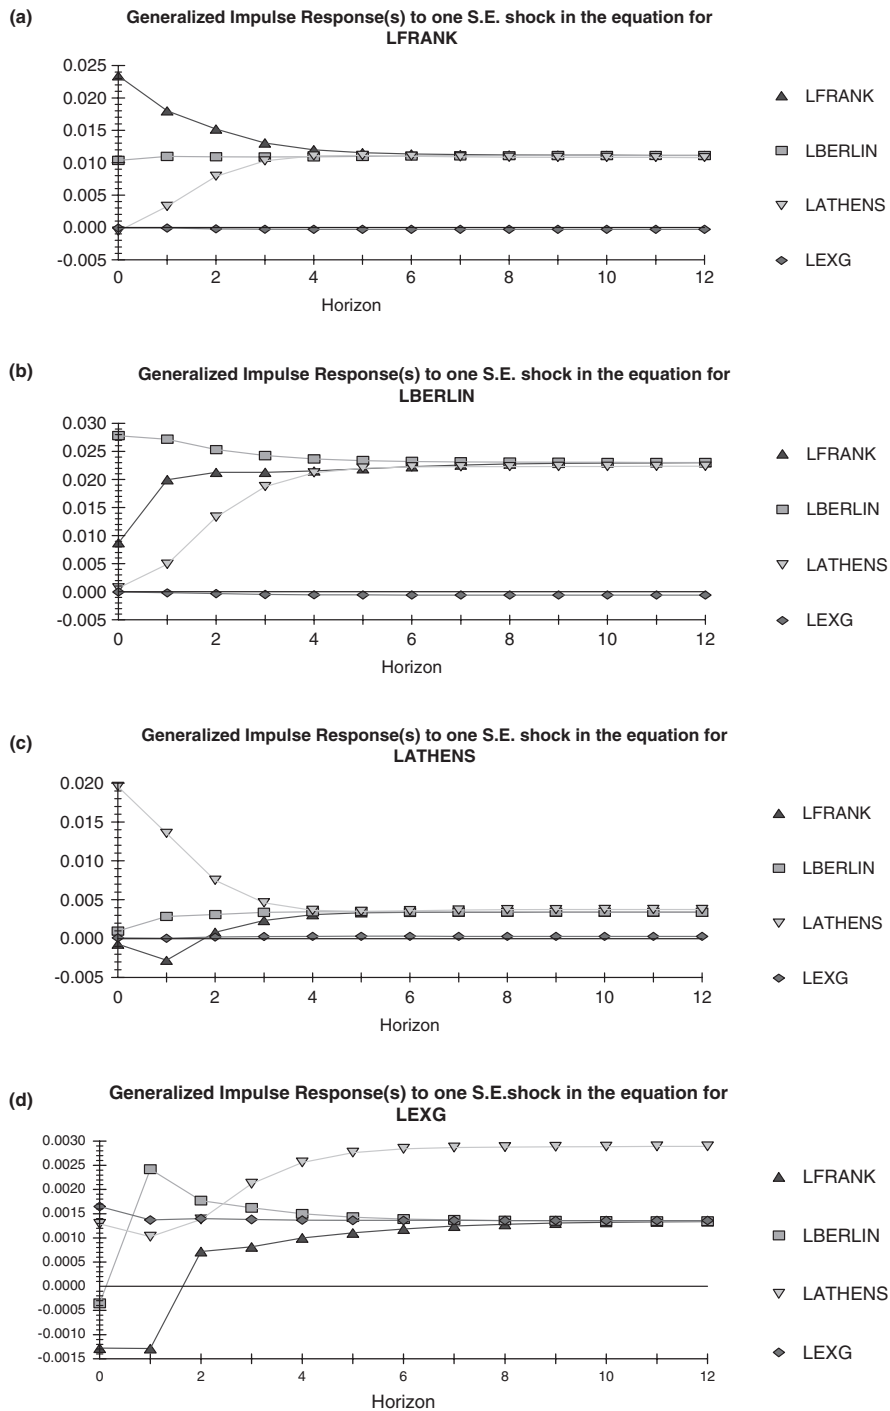 (a)
Generalized Impulse Response(s) to one S.E. shock in the equation for
LFRANK
0.025
0.020
0.015
0.010
0.005
0.000
-0.005
0 2 4 6 8 10 12
Horizon
LFRANK
LBERLIN
LATHENS
LEXG
(b)
Generalized Impulse Response(s) to one S.E. shock in the equation for
LBERLIN
0.030
0.025
0.020
0.015
0.010
0.005
0.000
-0.005
0 2 4 6 8 10 12
Horizon
LFRANK
LBERLIN
LATHENS
LEXG
(c)
Generalized Impulse Response(s) to one S.E. shock in the equation for
LATHENS
0.020
0.015
0.010
0.005
0.000
-0.005
0 2 4 6 8 10 12
Horizon
LFRANK
LBERLIN
LATHENS
LEXG
(d)
Generalized Impulse Response(s) to one S.E.shock in the equation for
LEXG
0.0030
0.0025
0.0020
0.0015
0.0010
0.0005
0.0000
-0.0005
-0.0010
-0.0015
0 2 4 6 8 10 12
Horizon
LFRANK
LBERLIN
LATHENS
LEXG